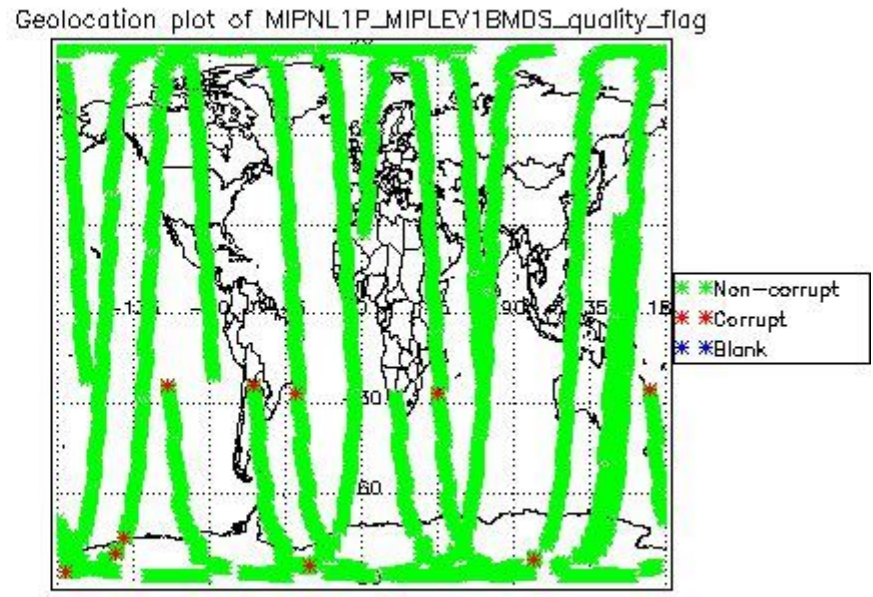 Geolocation plot of MIPNL1P_MIPLEV1BMDS_quality_flag
Non-corrupt
Corrupt
Blank
30
60